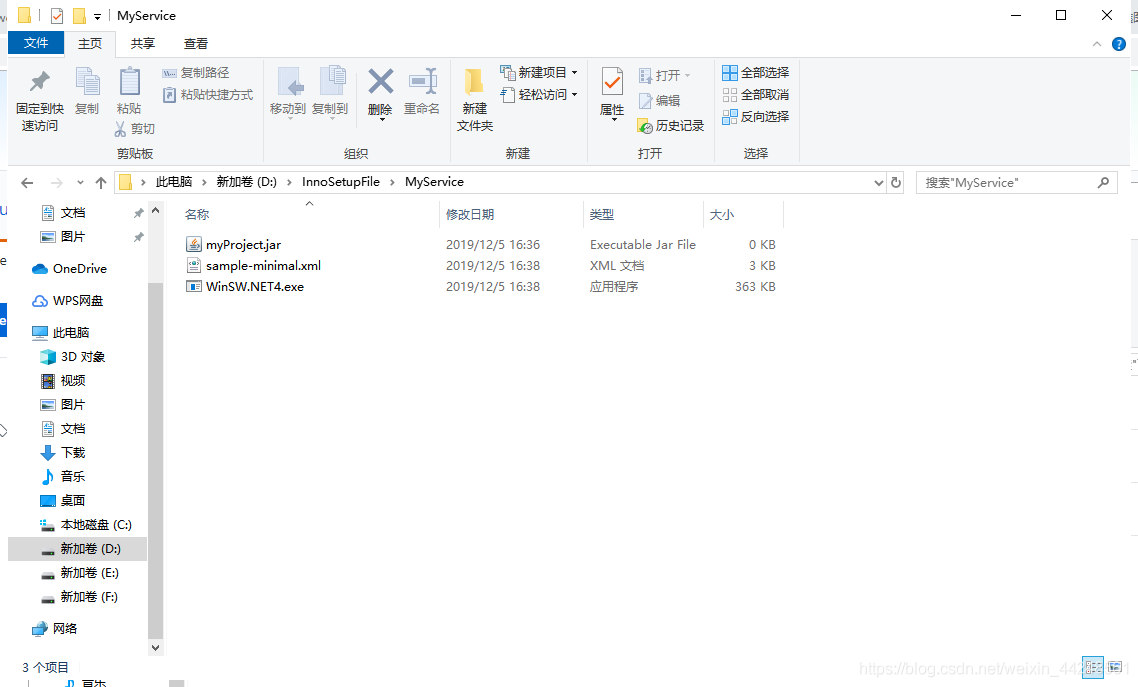 MyService
文件 主页 共享 查看
固定到快速访问
复制
粘贴
复制路径
粘贴快捷方式
剪切
剪贴板
移动到
复制到
删除
重命名
组织
新建文件夹
新建项目
轻松访问
新建
属性
打开
编辑
历史记录
打开
全部选择
全部取消
反向选择
选择
此电脑 › 新加卷 (D:) › InnoSetupFile › MyService
搜索"MyService"
名称 修改日期 类型 大小
myProject.jar 2019/12/5 16:36 Executable Jar File 0 KB
sample-minimal.xml 2019/12/5 16:38 XML 文档 3 KB
WinSW.NET4.exe 2019/12/5 16:38 应用程序 363 KB
文档
图片
OneDrive
WPS网盘
此电脑
3D 对象
视频
图片
文档
下载
音乐
桌面
本地磁盘 (C:)
新加卷 (D:)
新加卷 (E:)
新加卷 (F:)
网络
3 个项目